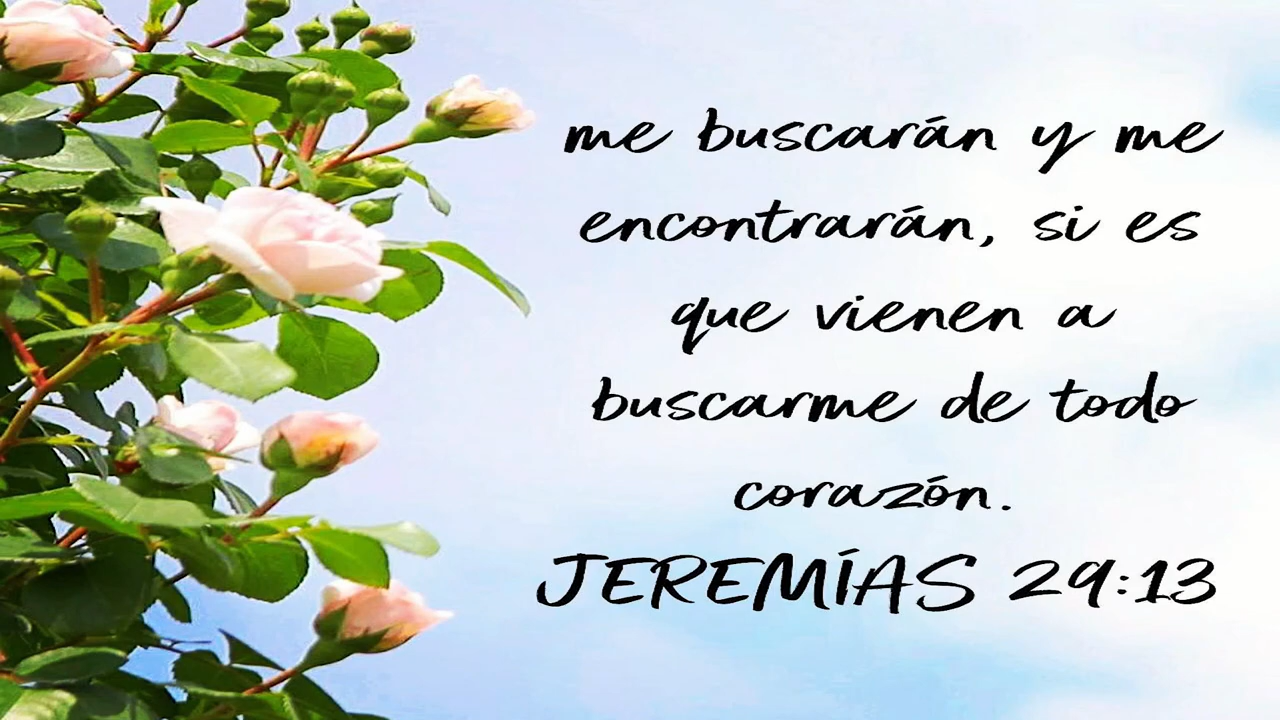 me buscarán y me
encontrarán, si es
que vienen a
buscarme de todo
corazón.
JEREMÍAS 29:13